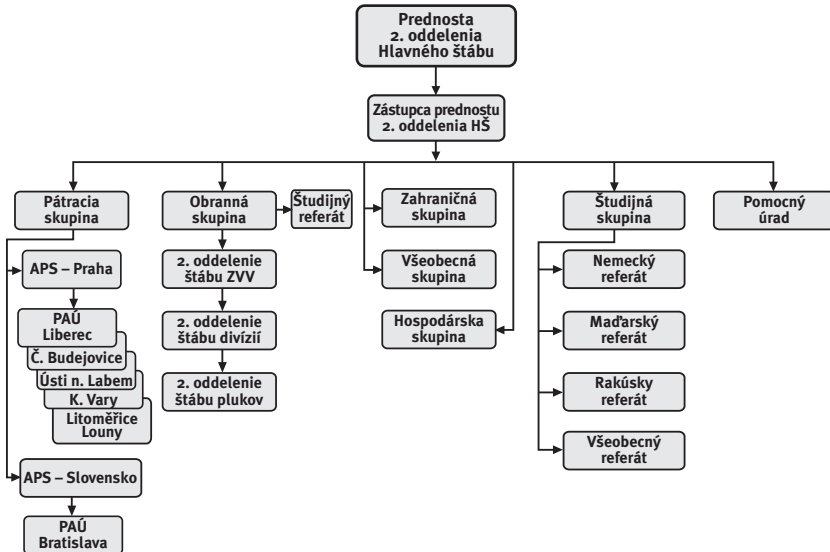 Prednosta
2. oddelenia
Hlavného štábu
Zástupca prednostu
2. oddelenia HŠ
Pátracia
skupina
Obranná
skupina
Študijný
referát
Zahraničná
skupina
Študijná
skupina
Pomocný
úrad
APS – Praha
2. oddelenie
štábu ZVV
Všeobecná
skupina
Nemecký
referát
PAÚ
Liberec
Č. Budejovice
Ústi n. Labem
K. Vary
Litoměřice
Louny
2. oddelenie
štábu divízií
Hospodárska
skupina
Maďarský
referát
2. oddelenie
štábu plukov
Rakúsky
referát
Všeobecný
referát
APS – Slovensko
PAÚ
Bratislava